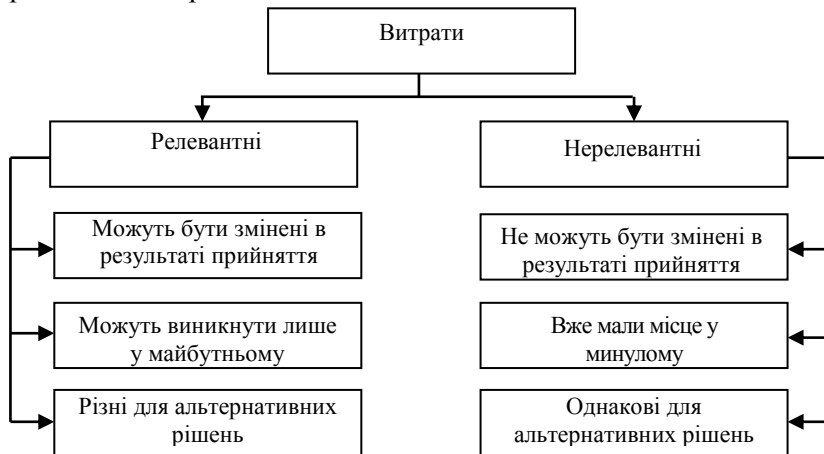 Витрати
Релевантні
Нерелевантні
Можуть бути змінені в
результаті прийняття
Не можуть бути змінені в
результаті прийняття
Можуть виникнути лише
у майбутньому
Вже мали місце у
минулому
Різні для альтернативних
рішень
Однакові для
альтернативних рішень